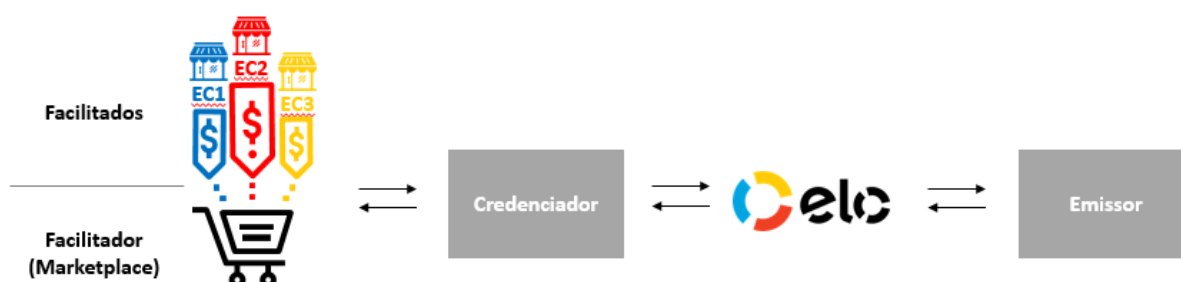 EC2
EC1
EC3
$
$
$
Facilitados
Credenciador
elo
Emissor
Facilitador
(Marketplace)